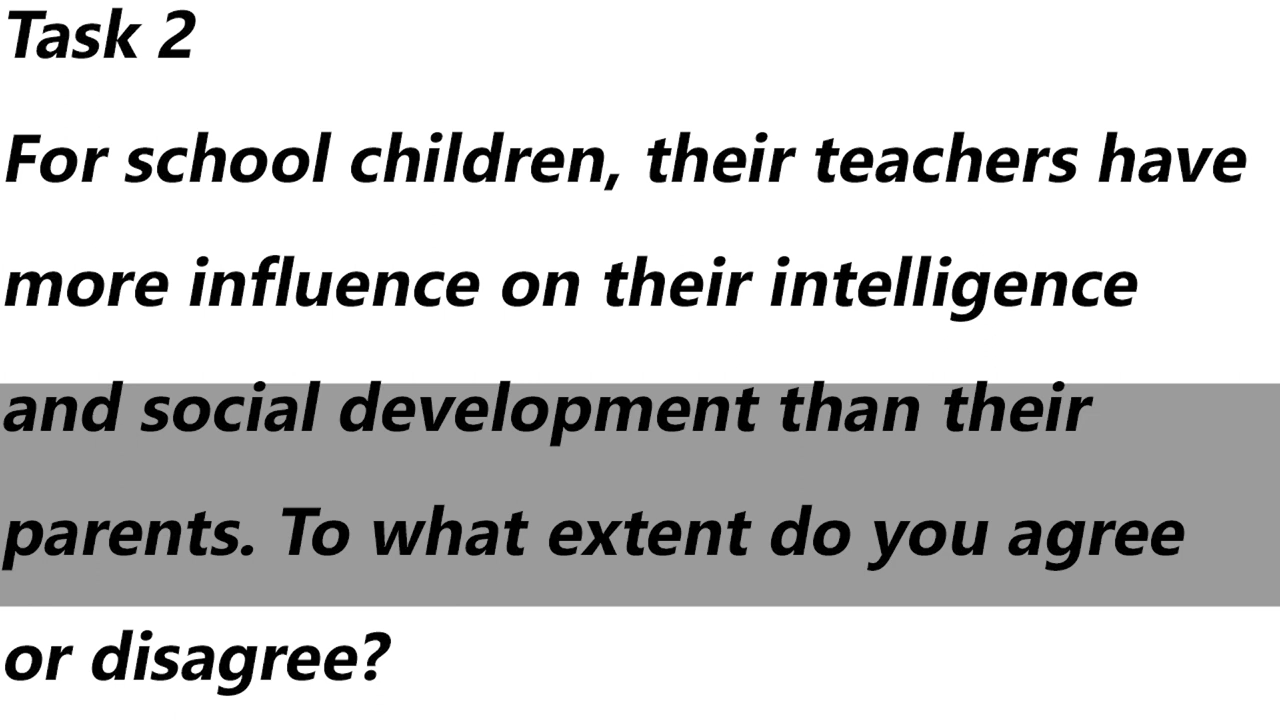 Task 2
For school children, their teachers have
more influence on their intelligence
and social development than their
parents. To what extent do you agree
or disagree?